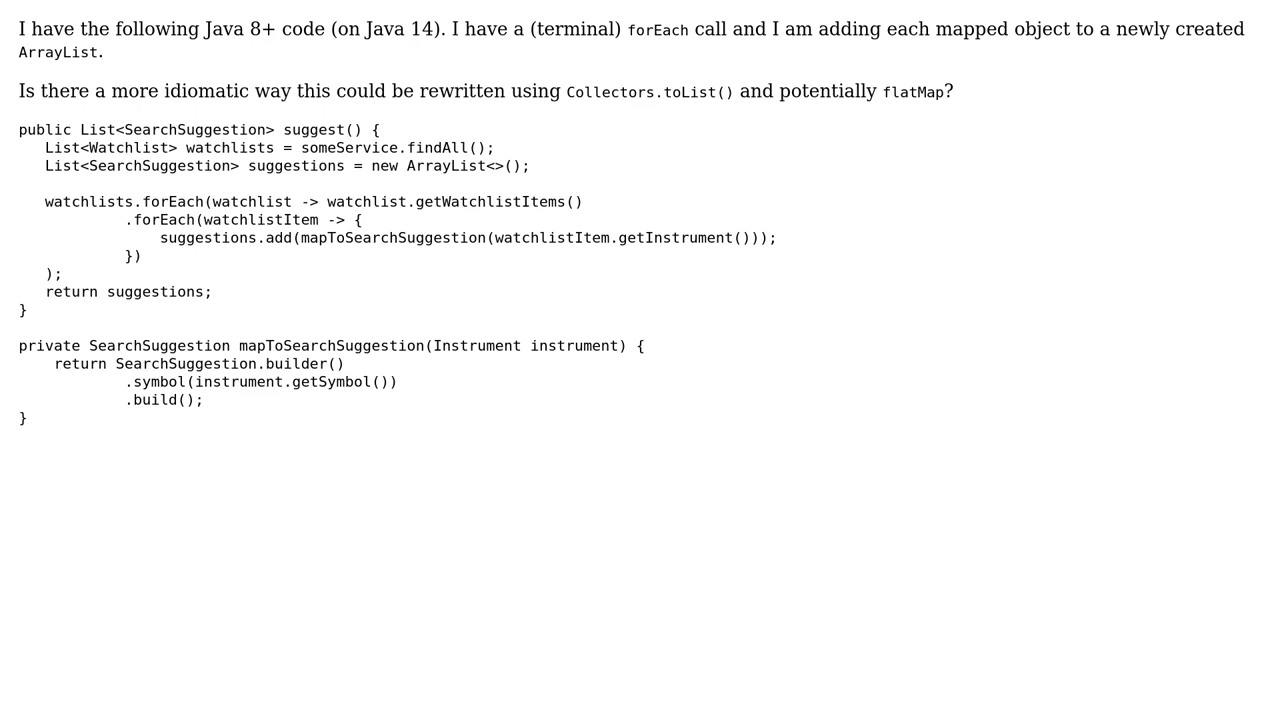 I have the following Java 8+ code (on Java 14). I have a (terminal) forEach call and I am adding each mapped object to a newly created
ArrayList.
Is there a more idiomatic way this could be rewritten using Collectors.toList() and potentially flatMap?
public List<SearchSuggestion> suggest() {
   List<Watchlist> watchlists = someService.findAll();
   List<SearchSuggestion> suggestions = new ArrayList<>();
   watchlists.forEach(watchlist -> watchlist.getWatchlistItems()
            .forEach(watchlistItem -> {
                suggestions.add(mapToSearchSuggestion(watchlistItem.getInstrument()));
            })
   );
   return suggestions;
}
private SearchSuggestion mapToSearchSuggestion(Instrument instrument) {
    return SearchSuggestion.builder()
            .symbol(instrument.getSymbol())
            .build();
}